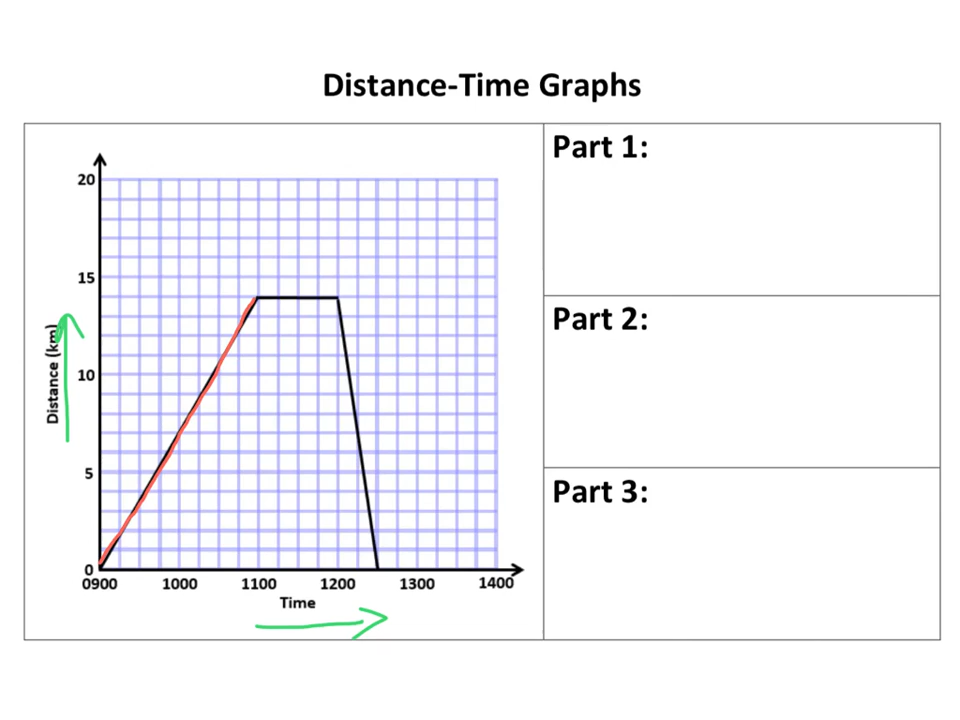 Distance-Time Graphs
20
15
10
5
0
Distance (km)
0900 1000 1100 1200 1300 1400
Time
Part 1:
Part 2:
Part 3: